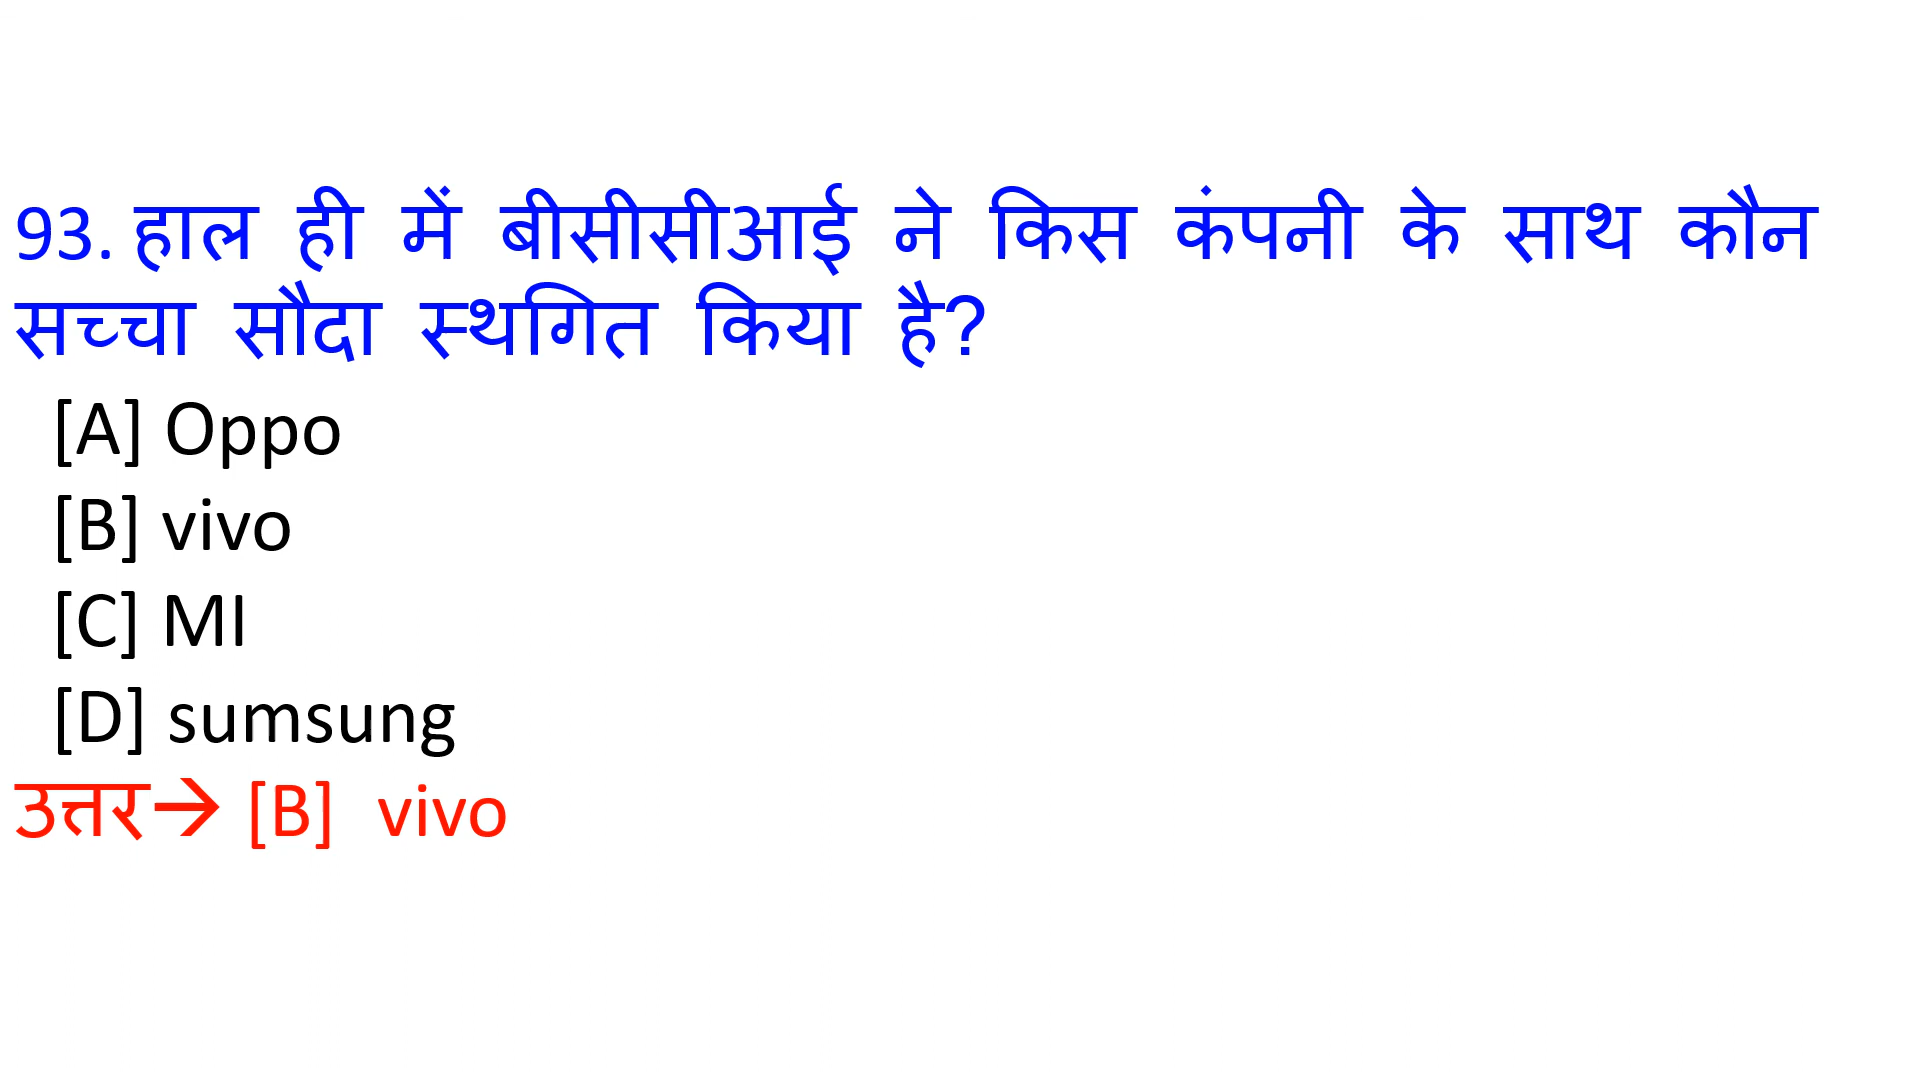 93. हाल ही में बीसीसीआई ने किस कंपनी के साथ कौन
सच्चा सौदा स्थगित किया है?
[A] Oppo
[B] vivo
[C] MI
[D] sumsung
उत्तर→ [B] vivo